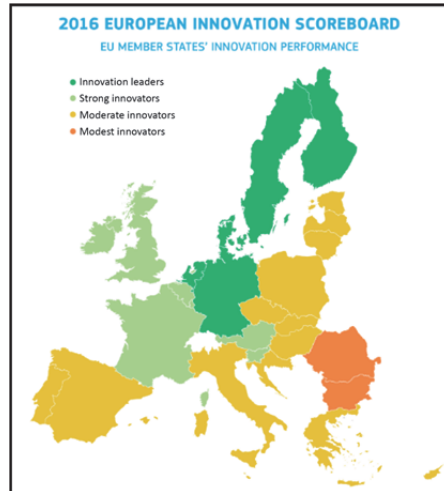 2016 EUROPEAN INNOVATION SCOREBOARD
EU MEMBER STATES' INNOVATION PERFORMANCE
Innovation leaders
Strong innovators
Moderate innovators
Modest innovators